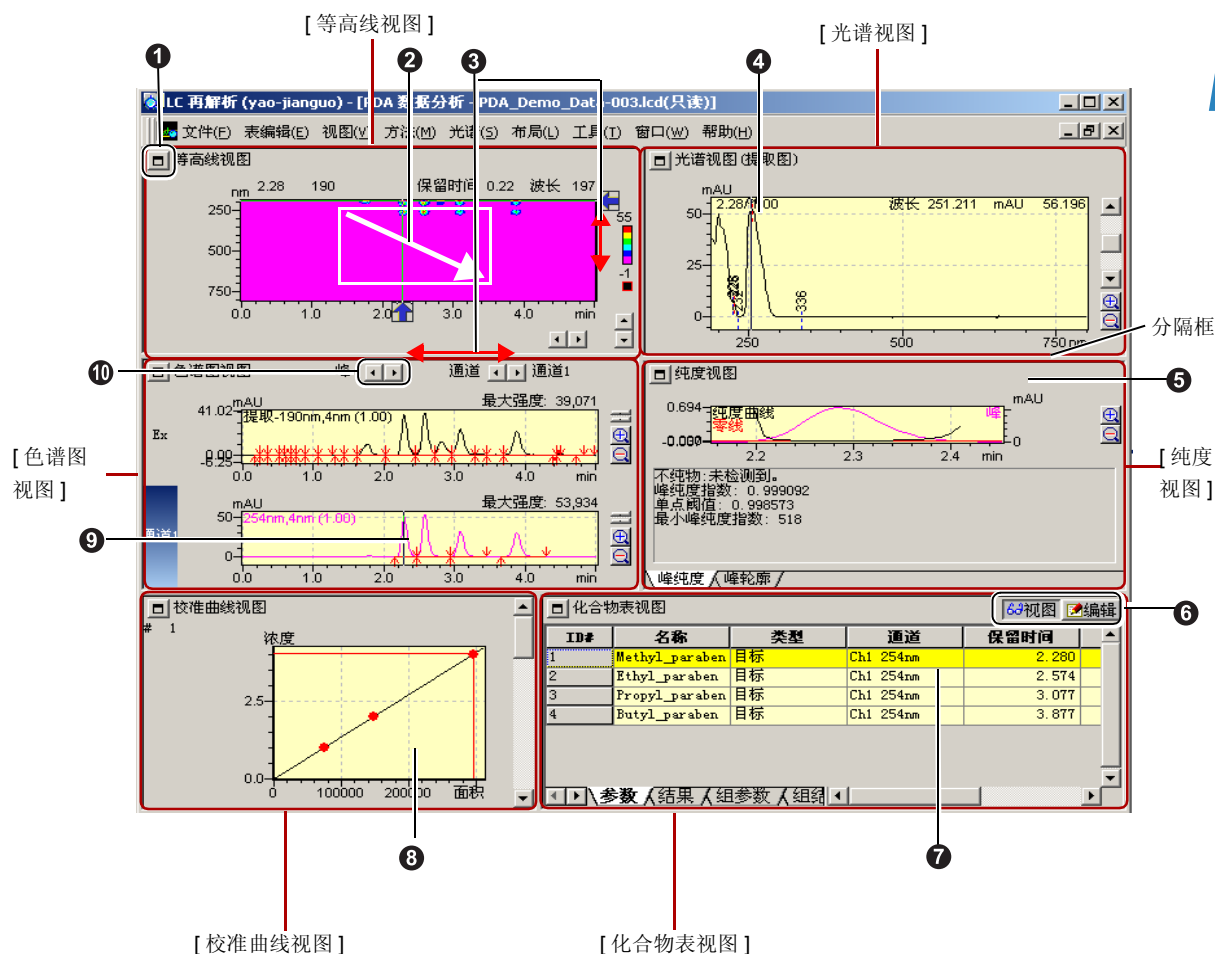 [ 等高线视图 ]
[ 光谱视图 ]
❶ ❷ ❸ ❹
LC 再解析 (yao-jianguo) - [PDA 数据分析 - PDA_Demo_Data-003.lcd(只读)]
文件(F) 表编辑(E) 视图(V) 方法(M) 光谱(S) 布局(L) 工具(T) 窗口(W) 帮助(H)
等高线视图
nm 2.28 190 保留时间 0.22 波长 197
250
500
750
0.0 1.0 2.0 3.0 4.0 min
55
-1
光谱视图(提取图)
mAU
2.28/1.00 波长 251.211 mAU 56.196
50
25
0
232
336
250 500 750 nm
分隔框
❿
色谱图视图 峰 通道 通道1
mAU 最大强度: 39,071
41.02
提取-190nm,4nm (1.00)
Ex
0.00
-6.25
0.0 1.0 2.0 3.0 4.0 min
mAU 最大强度: 53,934
50
254nm,4nm (1.00)
通道1
0
0.0 1.0 2.0 3.0 4.0 min
[ 色谱图
视图 ]
❾
纯度视图
❺
mAU
0.694
纯度曲线 峰
零线
-0.000
0
2.2 2.3 2.4 min
不纯物:未检测到。
峰纯度指数: 0.999092
单点阈值: 0.998573
最小峰纯度指数: 518
峰纯度 峰轮廓
[ 纯度
视图 ]
校准曲线视图
# 1
浓度
2.5
0.0
0 100000 200000 面积
❽
化合物表视图 视图 编辑
❻
ID# 名称 类型 通道 保留时间
1 Methyl_paraben 目标 Ch1 254nm 2.280
2 Ethyl_paraben 目标 Ch1 254nm 2.574
3 Propyl_paraben 目标 Ch1 254nm 3.077
4 Butyl_paraben 目标 Ch1 254nm 3.877
参数 结果 组参数
❼
[ 校准曲线视图 ]
[ 化合物表视图 ]